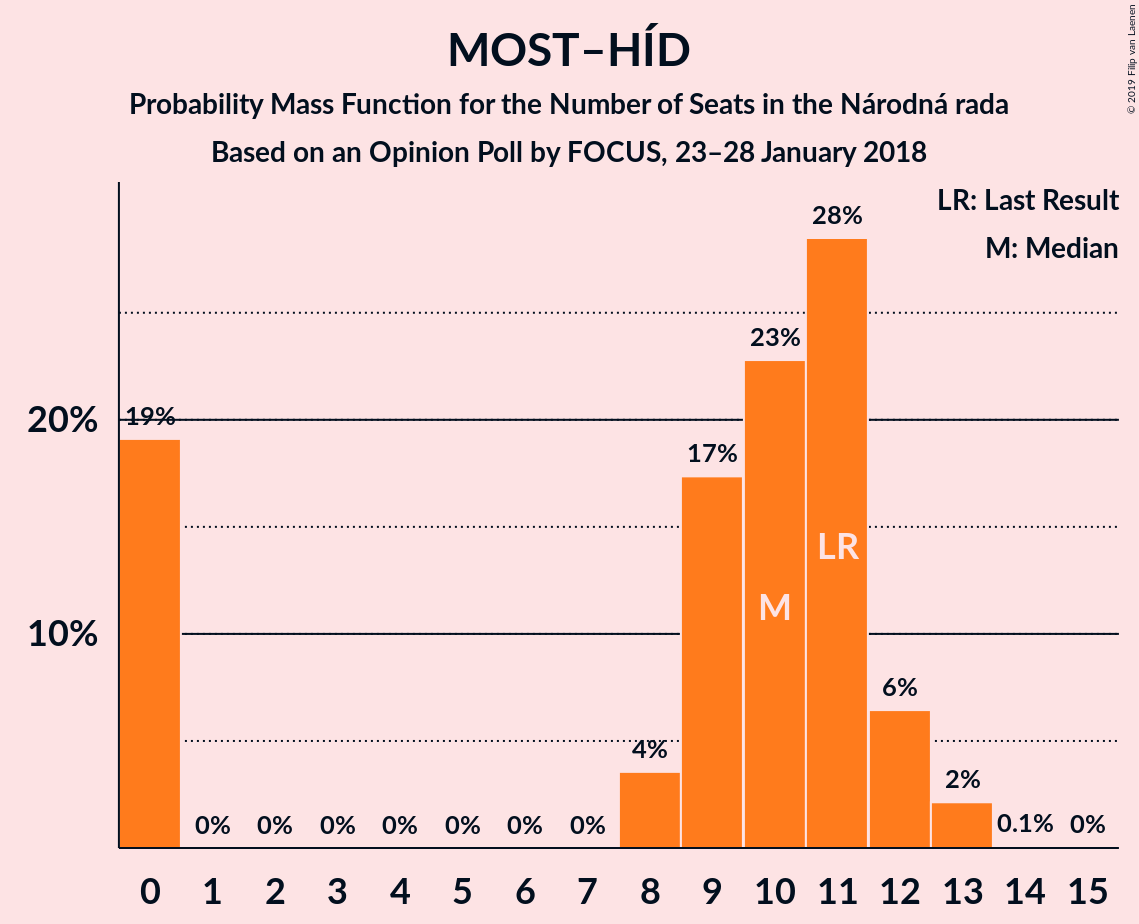 MOST–HÍD
Probability Mass Function for the Number of Seats in the Národná rada
Based on an Opinion Poll by FOCUS, 23–28 January 2018
© 2019 Filip van Laenen
LR: Last Result
M: Median
28%
23%
20%
19%
17%
LR
M
10%
6%
4%
2%
0% 0% 0% 0% 0% 0% 0% 0.1% 0%
0 1 2 3 4 5 6 7 8 9 10 11 12 13 14 15